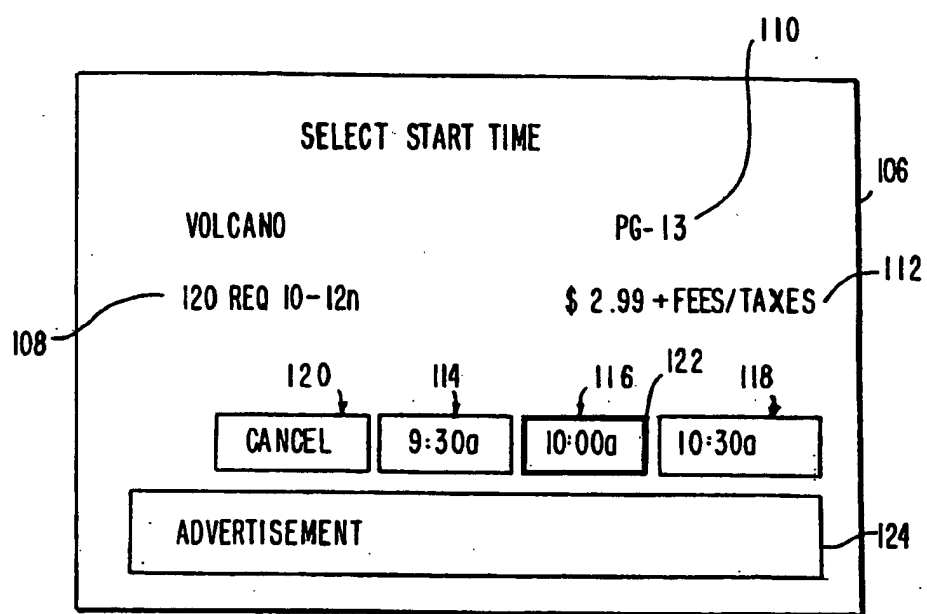 110
SELECT START TIME
106
VOLCANO PG-13
112
120 REQ 10-12n $ 2.99 +FEES/TAXES
108
120 114 116 122 118
CANCEL 9:30a 10:00a 10:30a
ADVERTISEMENT
124